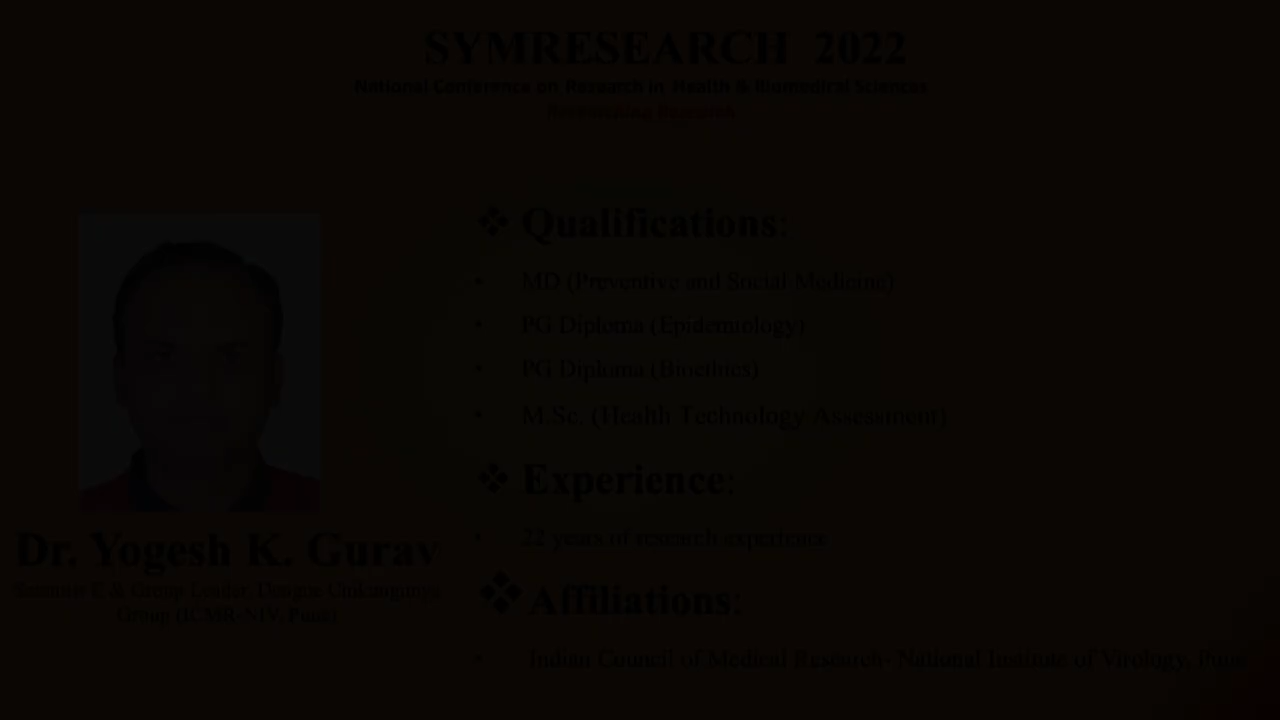 SYMRESEARCH 2022
National Conference on Research in Health & Biomedical Sciences
Research
❖ Qualifications:
• MD (Preventive and Social Medicine)
• PG Diploma (Epidemiology)
• PG Diploma (Bioethics)
• M.Sc. (Health Technology Assessment)
❖ Experience:
• 22 years of research experience
❖ Affiliations:
• Indian Council of Medical Research- National Institute of Virology, Pune
Dr. Yogesh K. Gurav
Scientist E & Group Leader, Dengue
Group (ICMR-NIV, Pune)